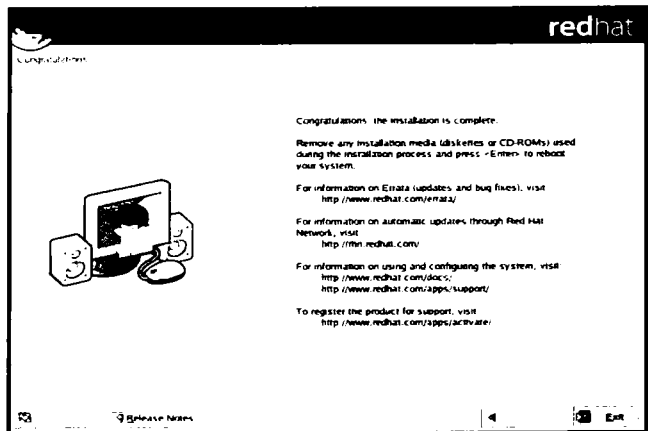 redhat
Congratulations
Congratulations, the installation is complete.
Remove any installation media (diskettes or CD-ROMs) used
during the installation process and press <Enter> to reboot
your system.
For information on Errata (updates and bug fixes), visit
http://www.redhat.com/errata/
For information on automatic updates through Red Hat
Network, visit
http://rhn.redhat.com/
For information on using and configuring the system, visit
http://www.redhat.com/docs/
http://www.redhat.com/apps/support/
To register the product for support, visit
http://www.redhat.com/apps/activate/
Release Notes
Exit